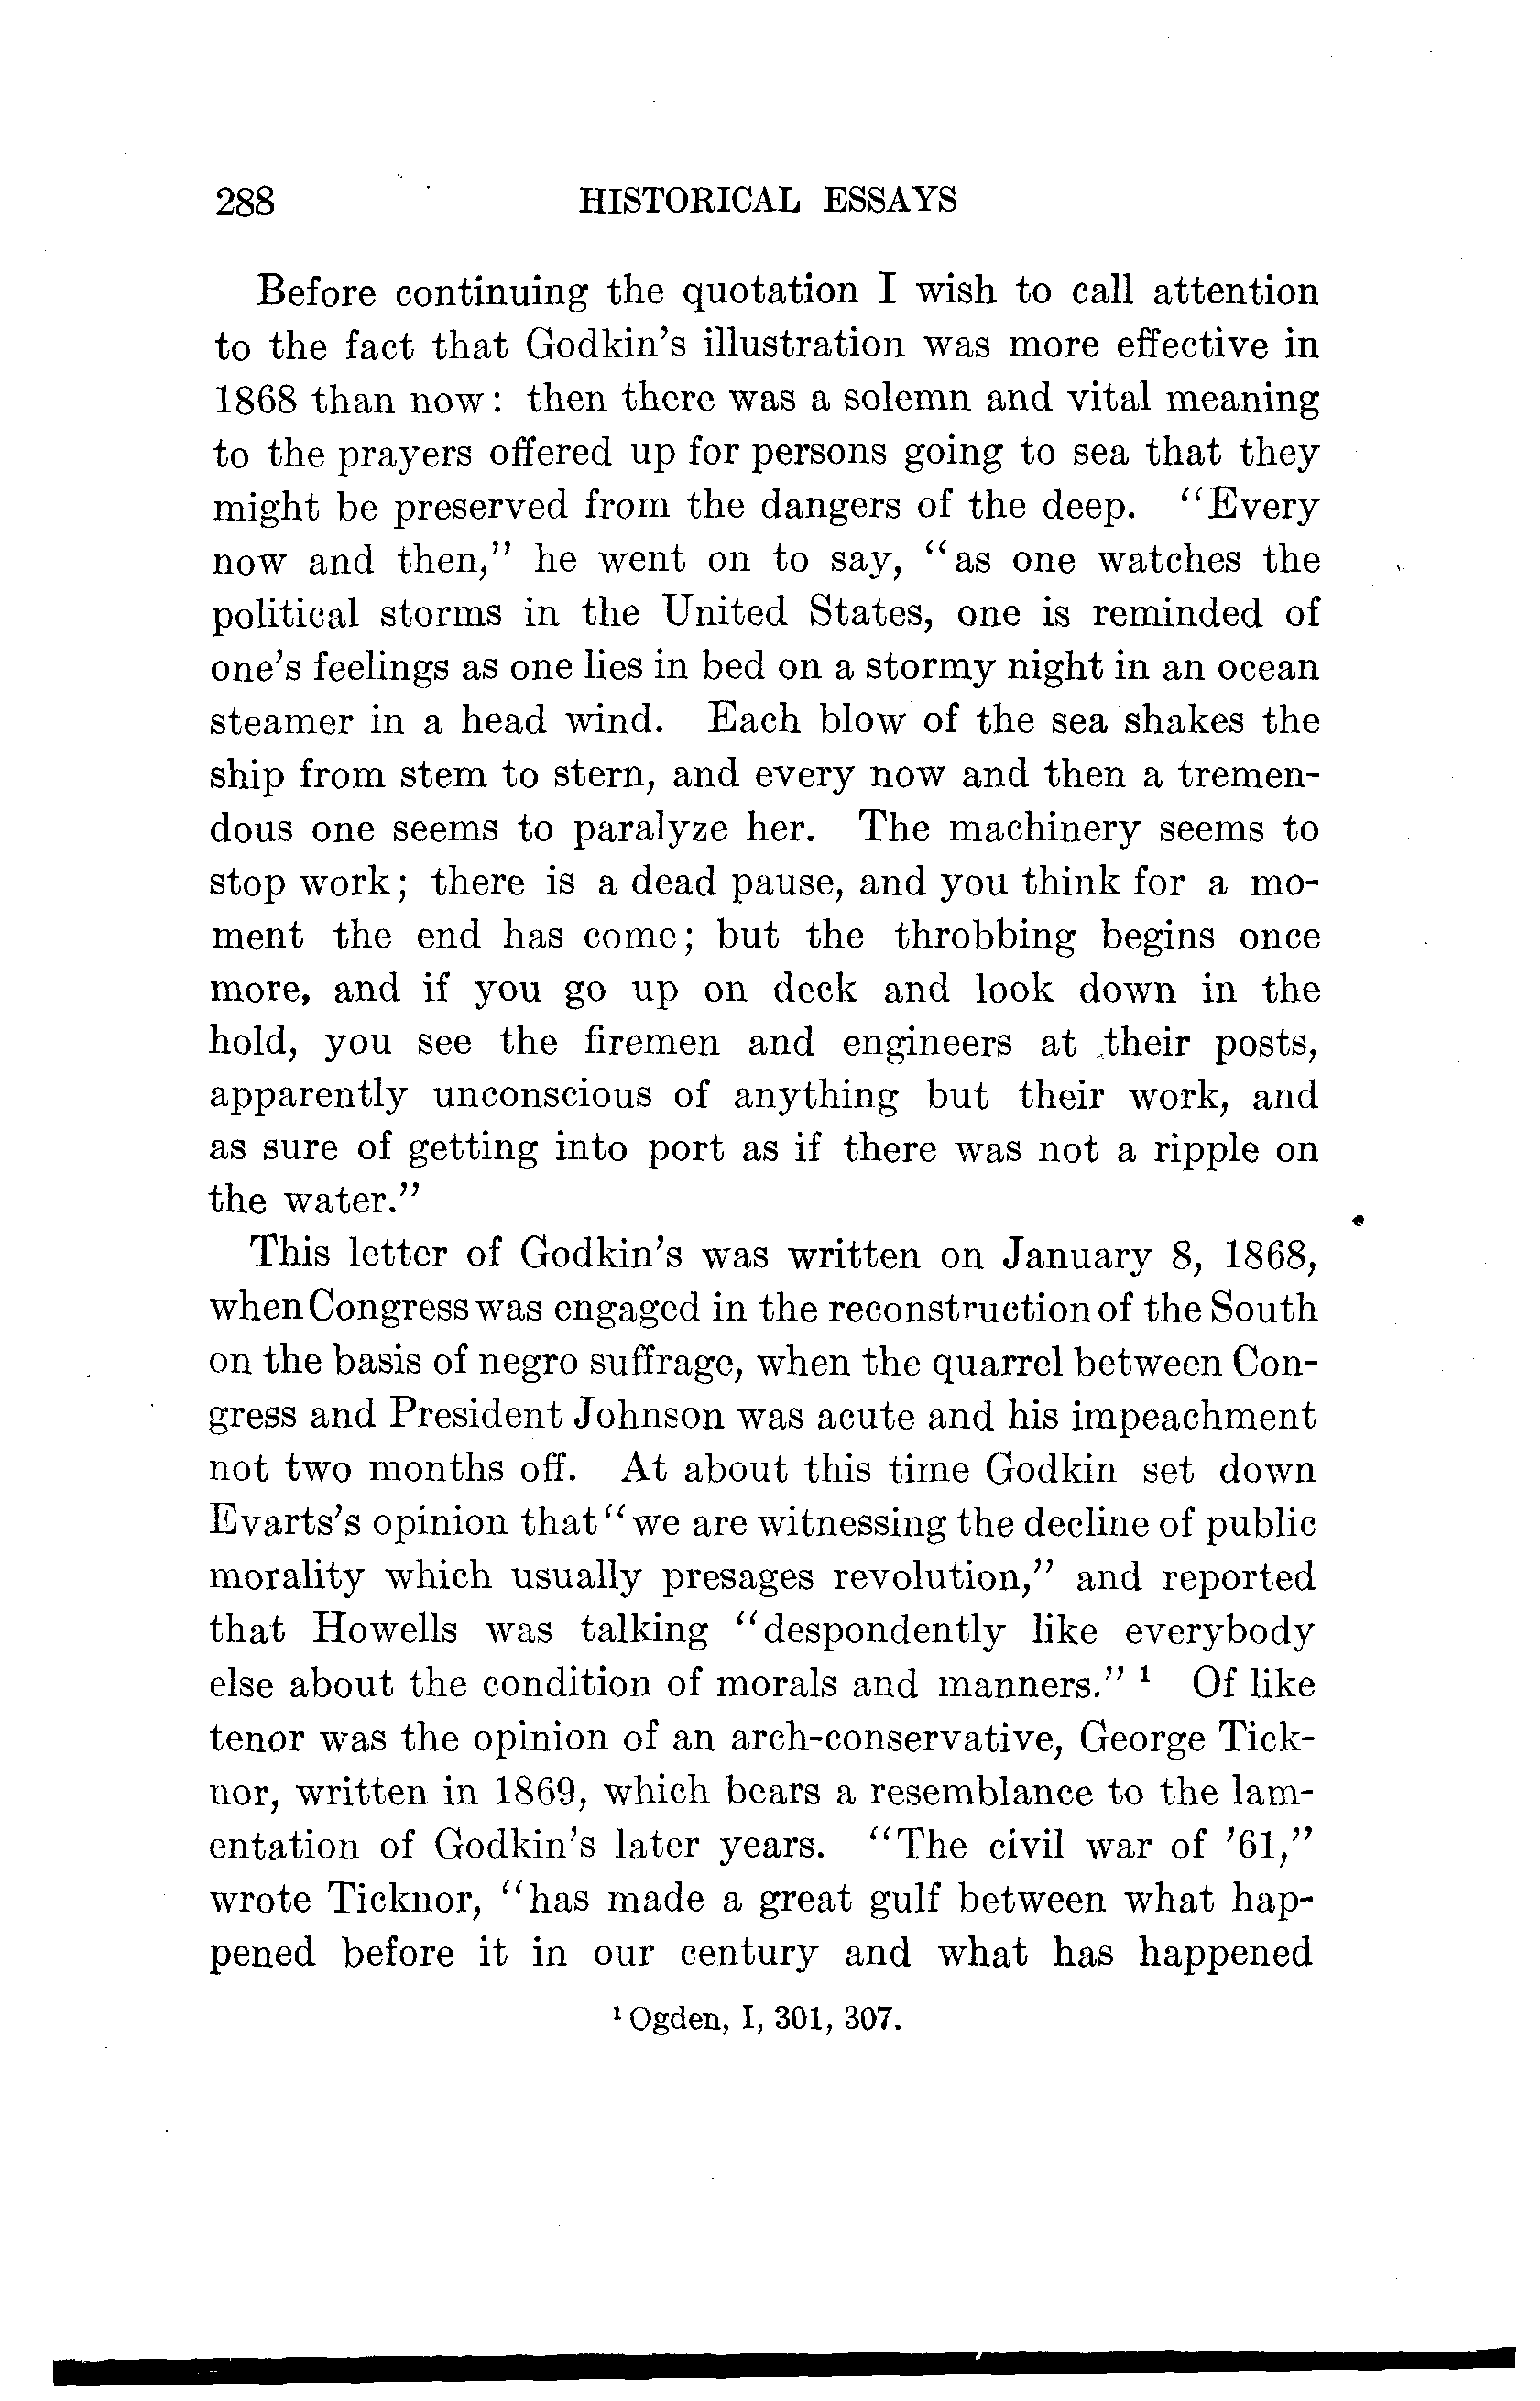 288 HISTORICAL ESSAYS
Before continuing the quotation I wish to call attention
to the fact that Godkin's illustration was more effective in
1868 than now: then there was a solemn and vital meaning
to the prayers offered up for persons going to sea that they
might be preserved from the dangers of the deep. "Every
now and then," he went on to say, "as one watches the
political storms in the United States, one is reminded of
one's feelings as one lies in bed on a stormy night in an ocean
steamer in a head wind. Each blow of the sea shakes the
ship from stem to stern, and every now and then a tremen-
dous one seems to paralyze her. The machinery seems to
stop work; there is a dead pause, and you think for a mo-
ment the end has come; but the throbbing begins once
more, and if you go up on deck and look down in the
hold, you see the firemen and engineers at their posts,
apparently unconscious of anything but their work, and
as sure of getting into port as if there was not a ripple on
the water."
This letter of Godkin's was written on January 8, 1868,
when Congress was engaged in the reconstruction of the South
on the basis of negro suffrage, when the quarrel between Con-
gress and President Johnson was acute and his impeachment
not two months off. At about this time Godkin set down
Evarts's opinion that "we are witnessing the decline of public
morality which usually presages revolution," and reported
that Howells was talking "despondently like everybody
else about the condition of morals and manners." ¹ Of like
tenor was the opinion of an arch-conservative, George Tick-
nor, written in 1869, which bears a resemblance to the lam-
entation of Godkin's later years. "The civil war of '61,"
wrote Ticknor, "has made a great gulf between what hap-
pened before it in our century and what has happened
¹ Ogden, I, 301, 307.